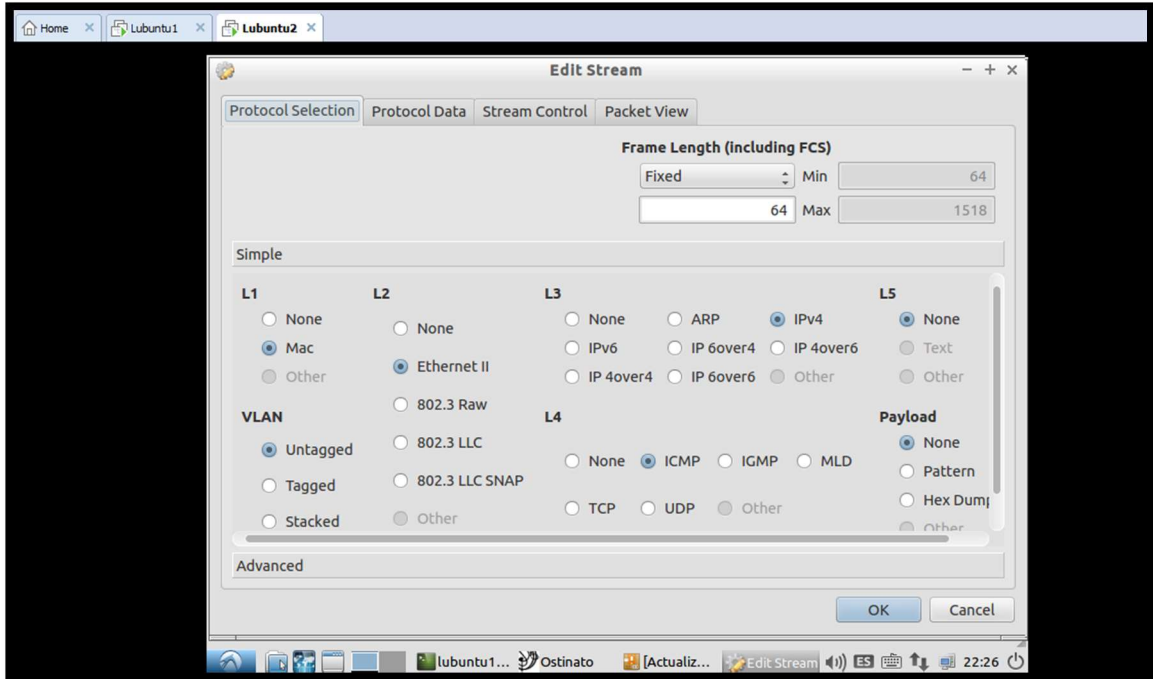 Home Lubuntu1 Lubuntu2
Edit Stream
Protocol Selection Protocol Data Stream Control Packet View
Frame Length (including FCS)
Fixed Min 64
64 Max 1518
Simple
L1
None
Mac
Other
VLAN
Untagged
Tagged
Stacked
L2
None
Ethernet II
802.3 Raw
802.3 LLC
802.3 LLC SNAP
Other
L3
None ARP IPv4
IPv6 IP 6over4 IP 4over6
IP 4over4 IP 6over6 Other
L4
None ICMP IGMP MLD
TCP UDP Other
L5
None
Text
Other
Payload
None
Pattern
Hex Dump
Other
Advanced
OK Cancel
lubuntu1... Ostinato [Actualiz... Edit Stream ES 22:26